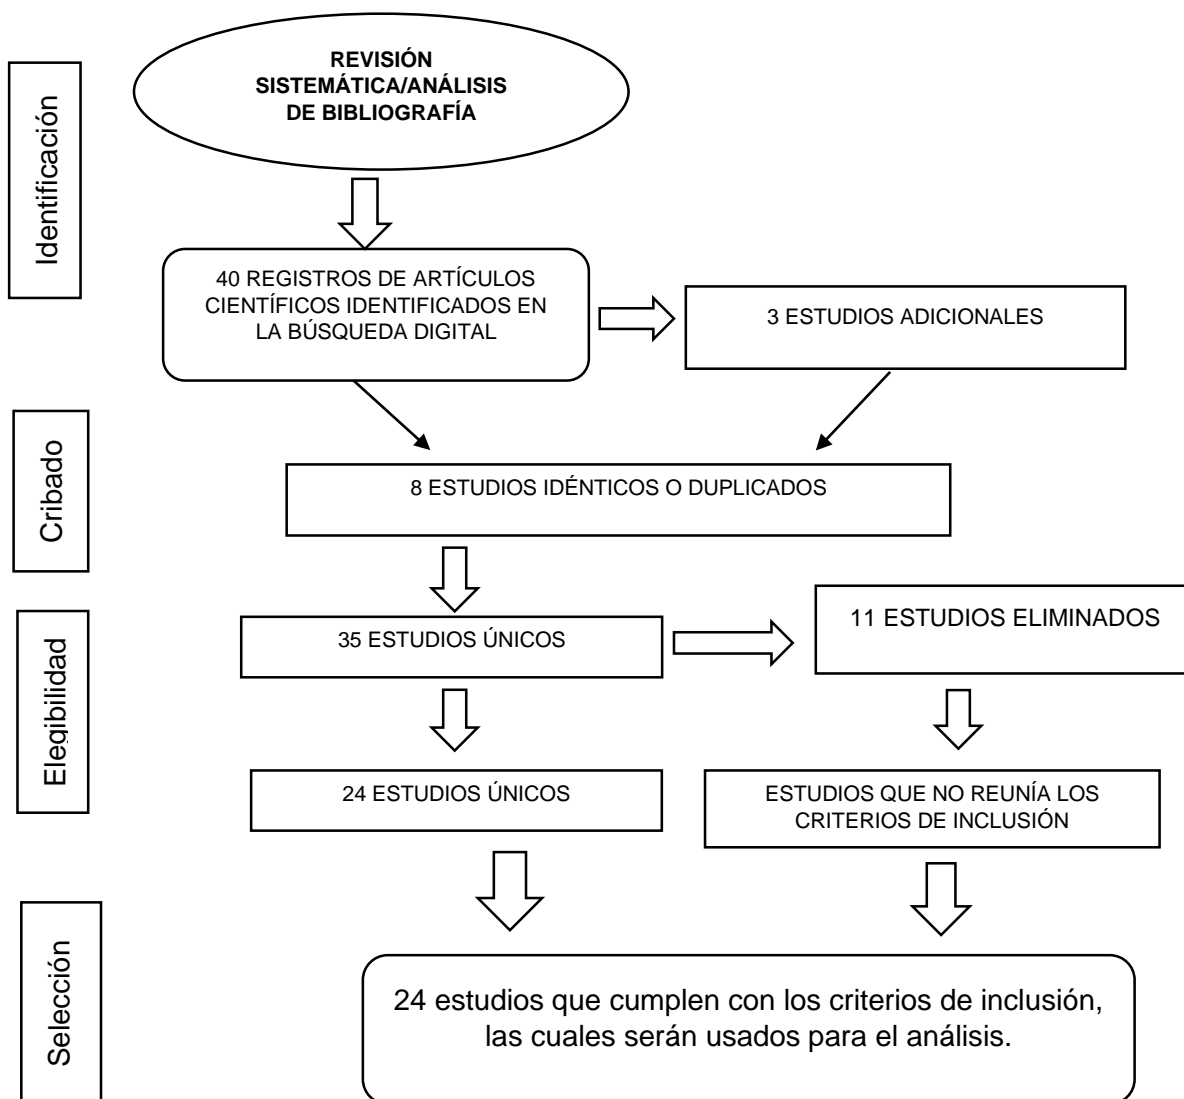 Identificación
REVISIÓN
SISTEMÁTICA/ANÁLISIS
DE BIBLIOGRAFÍA
40 REGISTROS DE ARTÍCULOS
CIENTÍFICOS IDENTIFICADOS EN
LA BÚSQUEDA DIGITAL
3 ESTUDIOS ADICIONALES
Cribado
8 ESTUDIOS IDÉNTICOS O DUPLICADOS
Elegibilidad
35 ESTUDIOS ÚNICOS
11 ESTUDIOS ELIMINADOS
24 ESTUDIOS ÚNICOS
ESTUDIOS QUE NO REUNÍA LOS
CRITERIOS DE INCLUSIÓN
Selección
24 estudios que cumplen con los criterios de inclusión,
las cuales serán usados para el análisis.